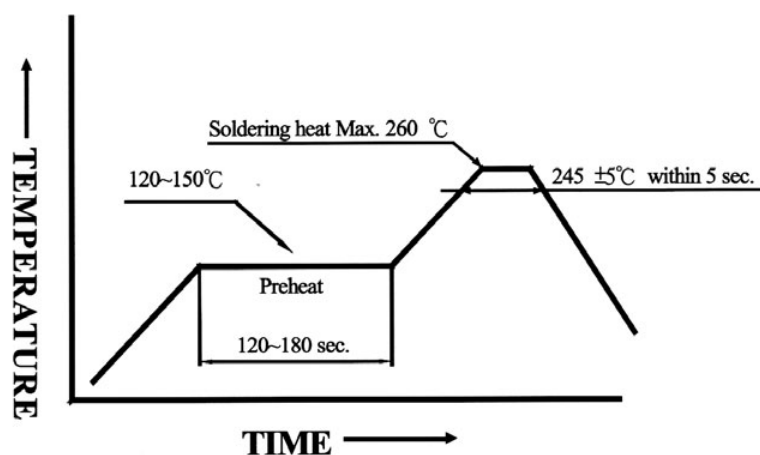 Soldering heat Max. 260 ℃
120~150℃
245 ±5℃ within 5 sec.
Preheat
120~180 sec.
TEMPERATURE
TIME